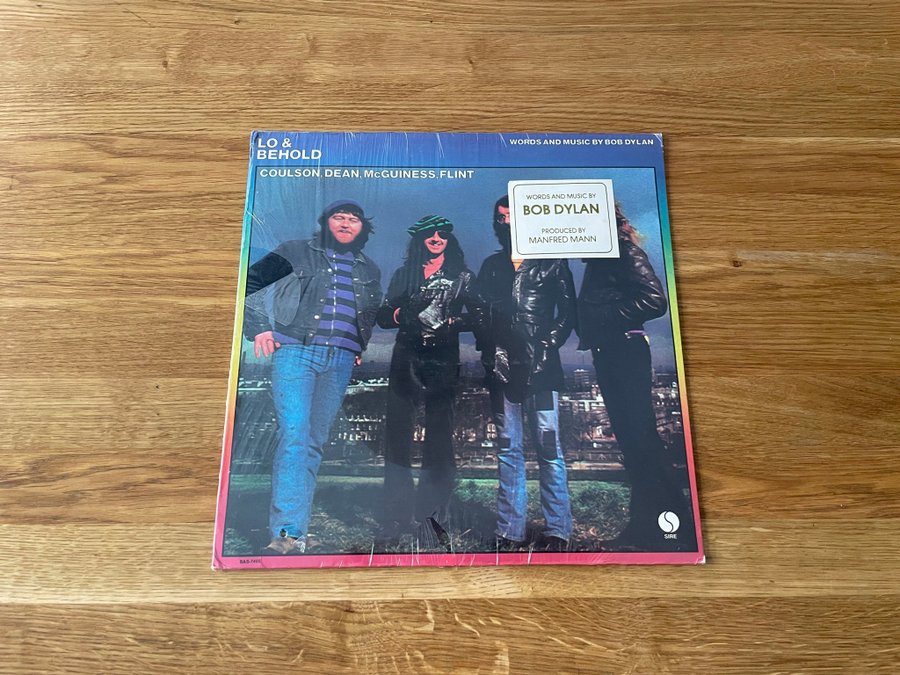 LO &
BEHOLD
WORDS AND MUSIC BY BOB DYLAN
COULSON, DEAN, McGUINESS, FLINT
WORDS AND MUSIC BY
BOB DYLAN
PRODUCED BY
MANFRED MANN
SIRE